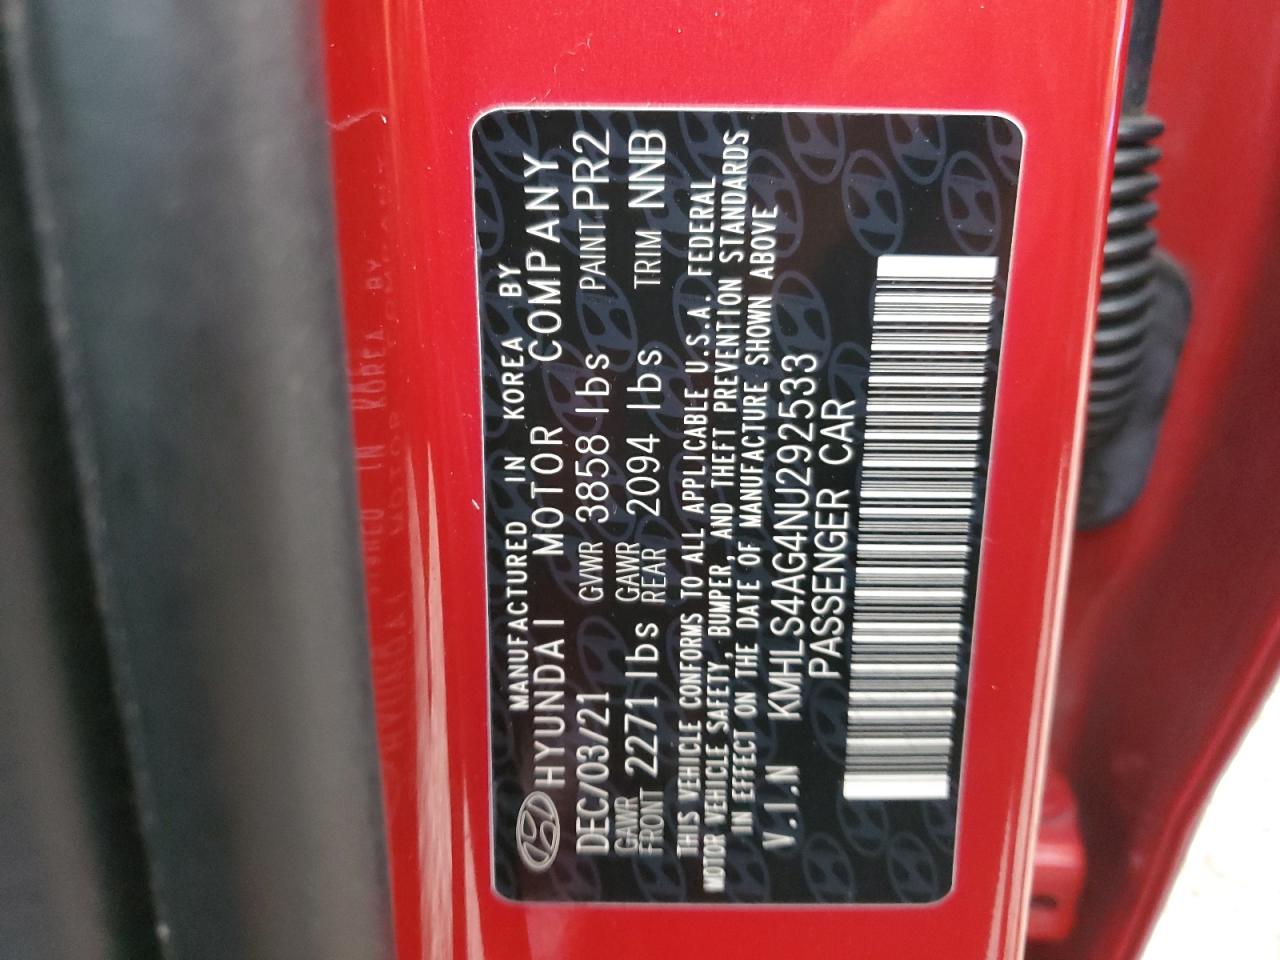 MANUFACTURED IN KOREA BY
HYUNDAI MOTOR COMPANY
DEC/03/21 GVWR 3858 lbs PAINT PR2
GAWR FRONT 2271 lbs GAWR REAR 2094 lbs TRIM NNB
THIS VEHICLE CONFORMS TO ALL APPLICABLE U.S.A. FEDERAL
MOTOR VEHICLE SAFETY, BUMPER, AND THEFT PREVENTION STANDARDS
IN EFFECT ON THE DATE OF MANUFACTURE SHOWN ABOVE
V.I.N KMHLS4AG4NU292533
PASSENGER CAR